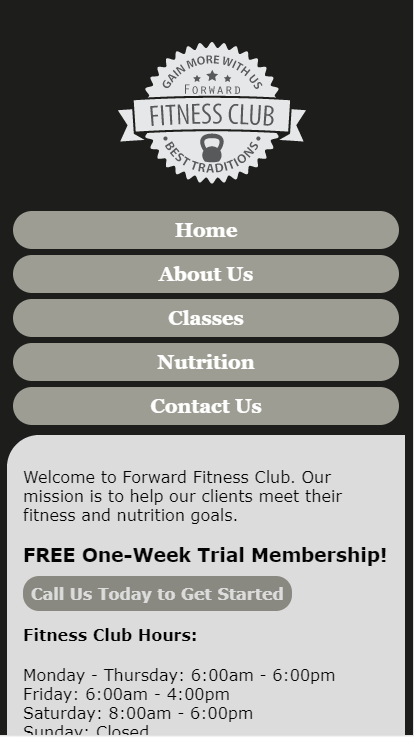 GAIN MORE WITH US
FORWARD
FITNESS CLUB
BEST TRADITIONS
Home
About Us
Classes
Nutrition
Contact Us
Welcome to Forward Fitness Club. Our
mission is to help our clients meet their
fitness and nutrition goals.
FREE One-Week Trial Membership!
Call Us Today to Get Started
Fitness Club Hours:
Monday - Thursday: 6:00am - 6:00pm
Friday: 6:00am - 4:00pm
Saturday: 8:00am - 6:00pm
Sunday: Closed